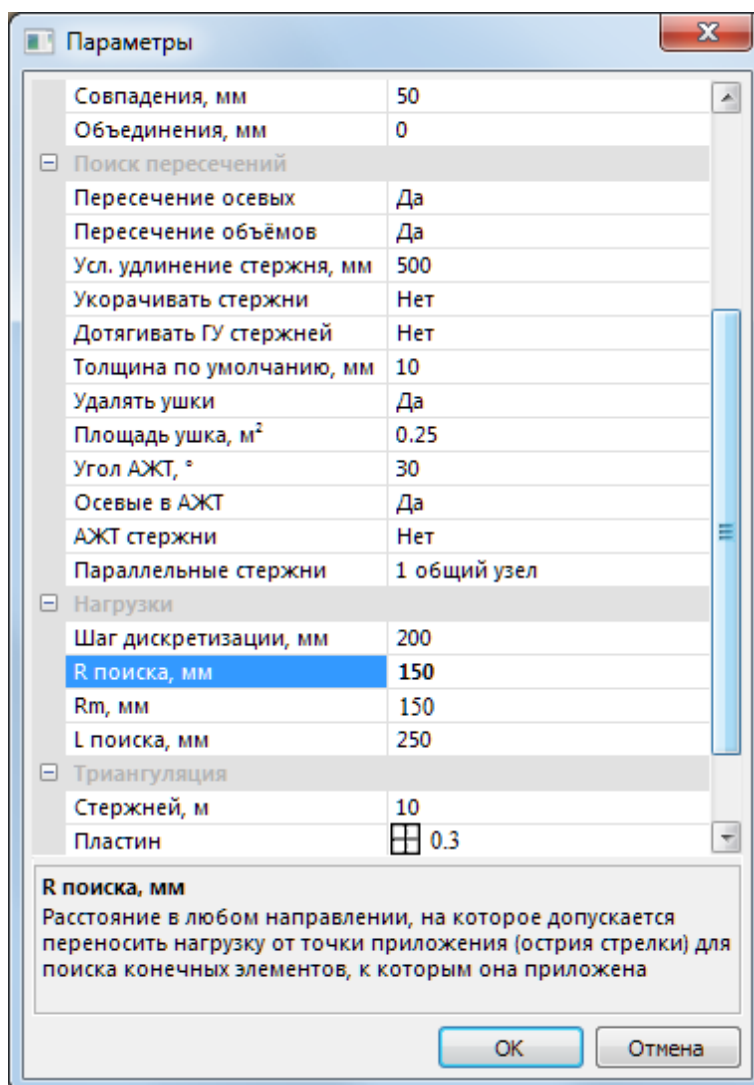 Параметры
Совпадения, мм 50
Объединения, мм 0
Поиск пересечений
Пересечение осевых Да
Пересечение объёмов Да
Усл. удлинение стержня, мм 500
Укорачивать стержни Нет
Дотягивать ГУ стержней Нет
Толщина по умолчанию, мм 10
Удалять ушки Да
Площадь ушка, м² 0.25
Угол АЖТ, ° 30
Осевые в АЖТ Да
АЖТ стержни Нет
Параллельные стержни 1 общий узел
Нагрузки
Шаг дискретизации, мм 200
R поиска, мм 150
Rm, мм 150
L поиска, мм 250
Триангуляция
Стержней, м 10
Пластин 0.3
R поиска, мм
Расстояние в любом направлении, на которое допускается
переносить нагрузку от точки приложения (острия стрелки) для
поиска конечных элементов, к которым она приложена
OK Отмена